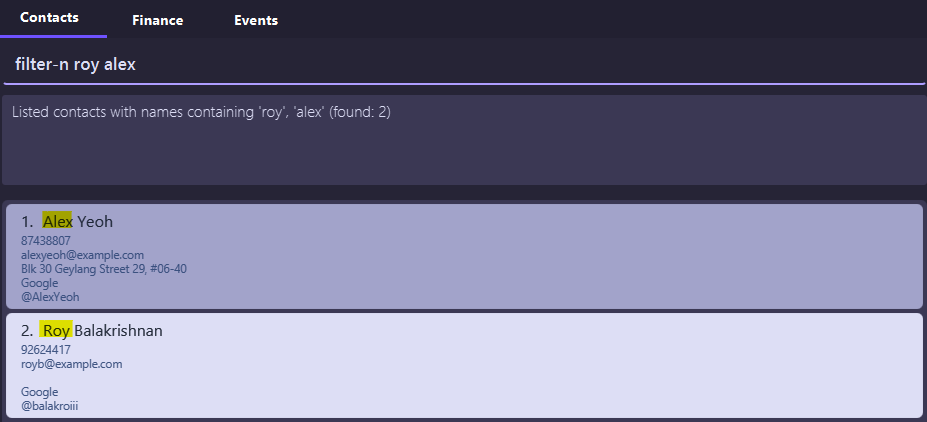 Contacts Finance Events
filter-n roy alex
Listed contacts with names containing 'roy', 'alex' (found: 2)
1. Alex Yeoh
87438807
alexyeoh@example.com
Blk 30 Geylang Street 29, #06-40
Google
@AlexYeoh
2. Roy Balakrishnan
92624417
royb@example.com
Google
@balakroiii